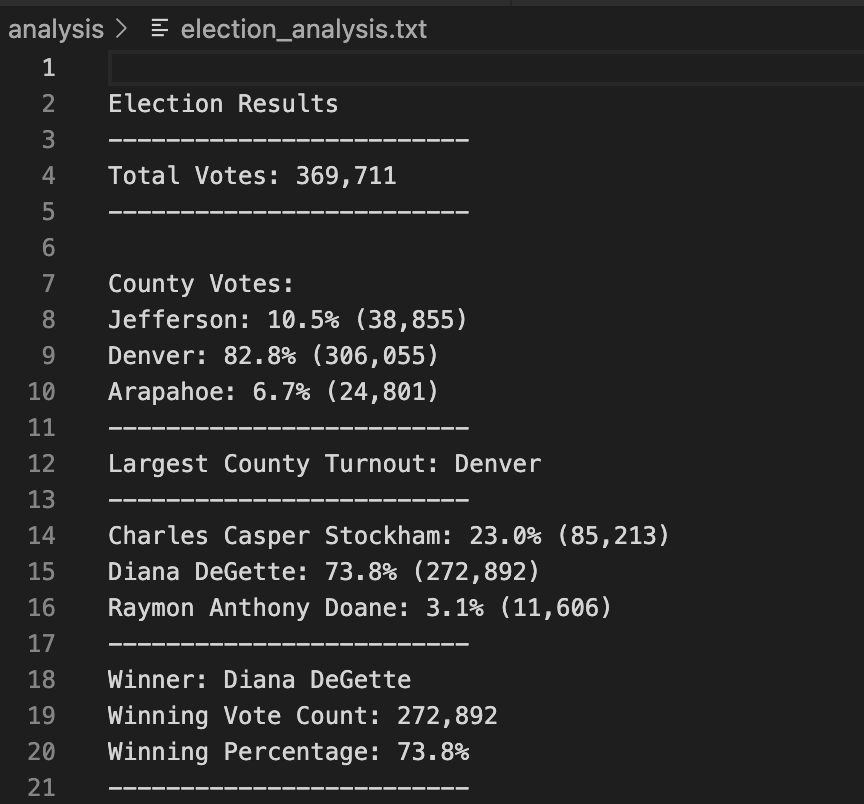 analysis > election_analysis.txt
1
2 Election Results
3 -------------------------
4 Total Votes: 369,711
5 -------------------------
6
7 County Votes:
8 Jefferson: 10.5% (38,855)
9 Denver: 82.8% (306,055)
10 Arapahoe: 6.7% (24,801)
11 -------------------------
12 Largest County Turnout: Denver
13 -------------------------
14 Charles Casper Stockham: 23.0% (85,213)
15 Diana DeGette: 73.8% (272,892)
16 Raymon Anthony Doane: 3.1% (11,606)
17 -------------------------
18 Winner: Diana DeGette
19 Winning Vote Count: 272,892
20 Winning Percentage: 73.8%
21 -------------------------